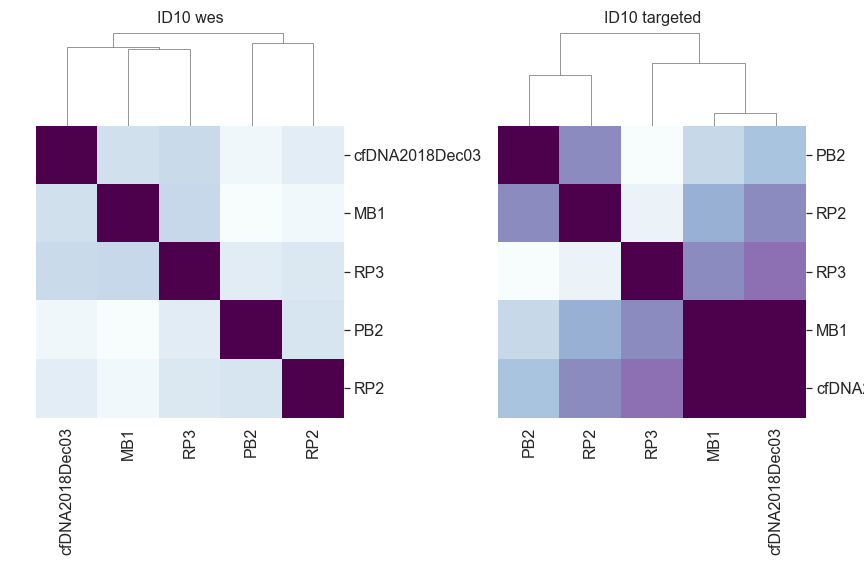 ID10 wes
cfDNA2018Dec03
MB1
RP3
PB2
RP2
cfDNA2018Dec03
MB1
RP3
PB2
RP2
ID10 targeted
PB2
RP2
RP3
MB1
cfDNA
PB2
RP2
RP3
MB1
cfDNA2018Dec03